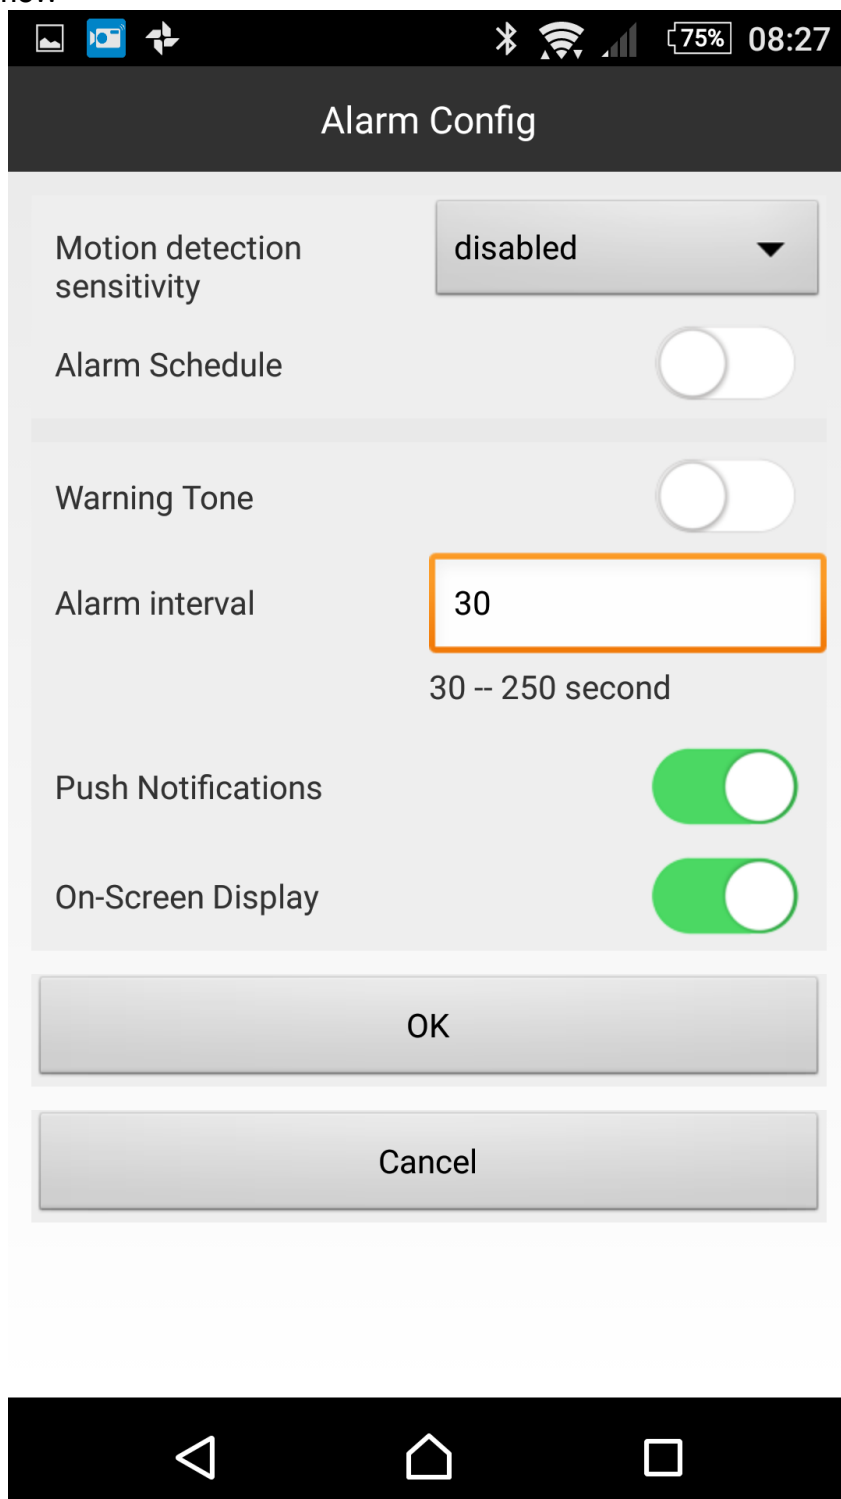 75% 08:27
Alarm Config
Motion detection
sensitivity
disabled
Alarm Schedule
Warning Tone
Alarm interval
30
30 -- 250 second
Push Notifications
On-Screen Display
OK
Cancel